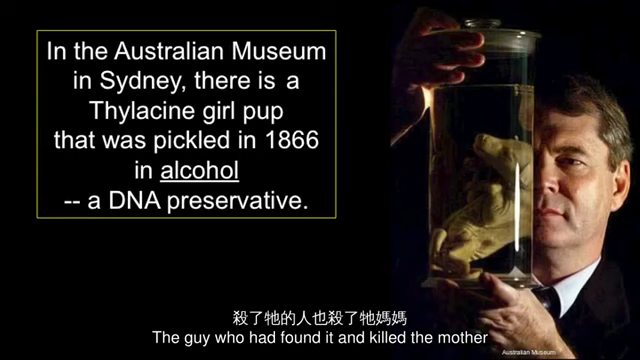 In the Australian Museum
in Sydney, there is a
Thylacine girl pup
that was pickled in 1866
in alcohol
-- a DNA preservative.
殺了牠的人也殺了牠媽媽
The guy who had found it and killed the mother
Australian Museum